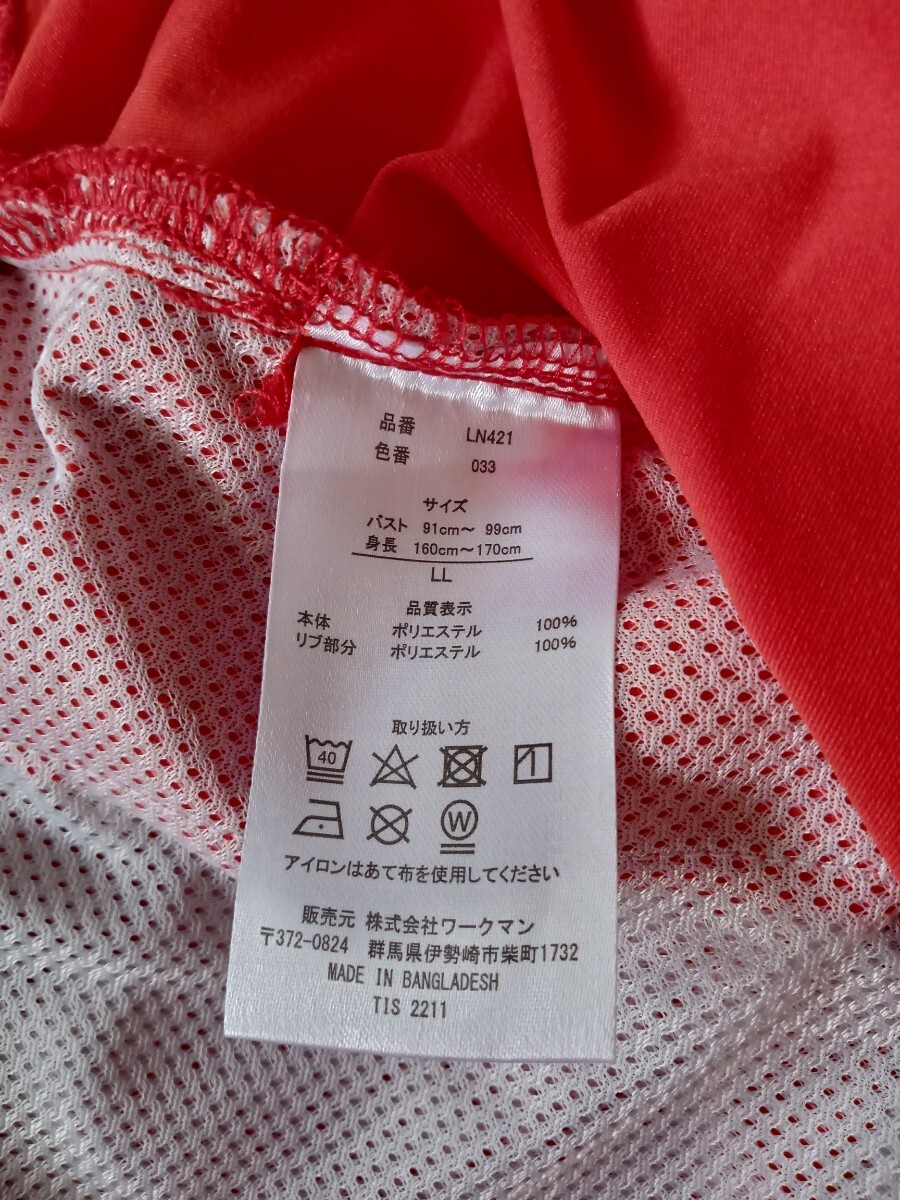 品番 LN421
色番 033
サイズ
バスト 91cm～ 99cm
身長 160cm～170cm
LL
品質表示
本体 ポリエステル 100%
リブ部分 ポリエステル 100%
取り扱い方
40
W
アイロンはあて布を使用してください
販売元 株式会社ワークマン
〒372-0824 群馬県伊勢崎市柴町1732
MADE IN BANGLADESH
TIS 2211